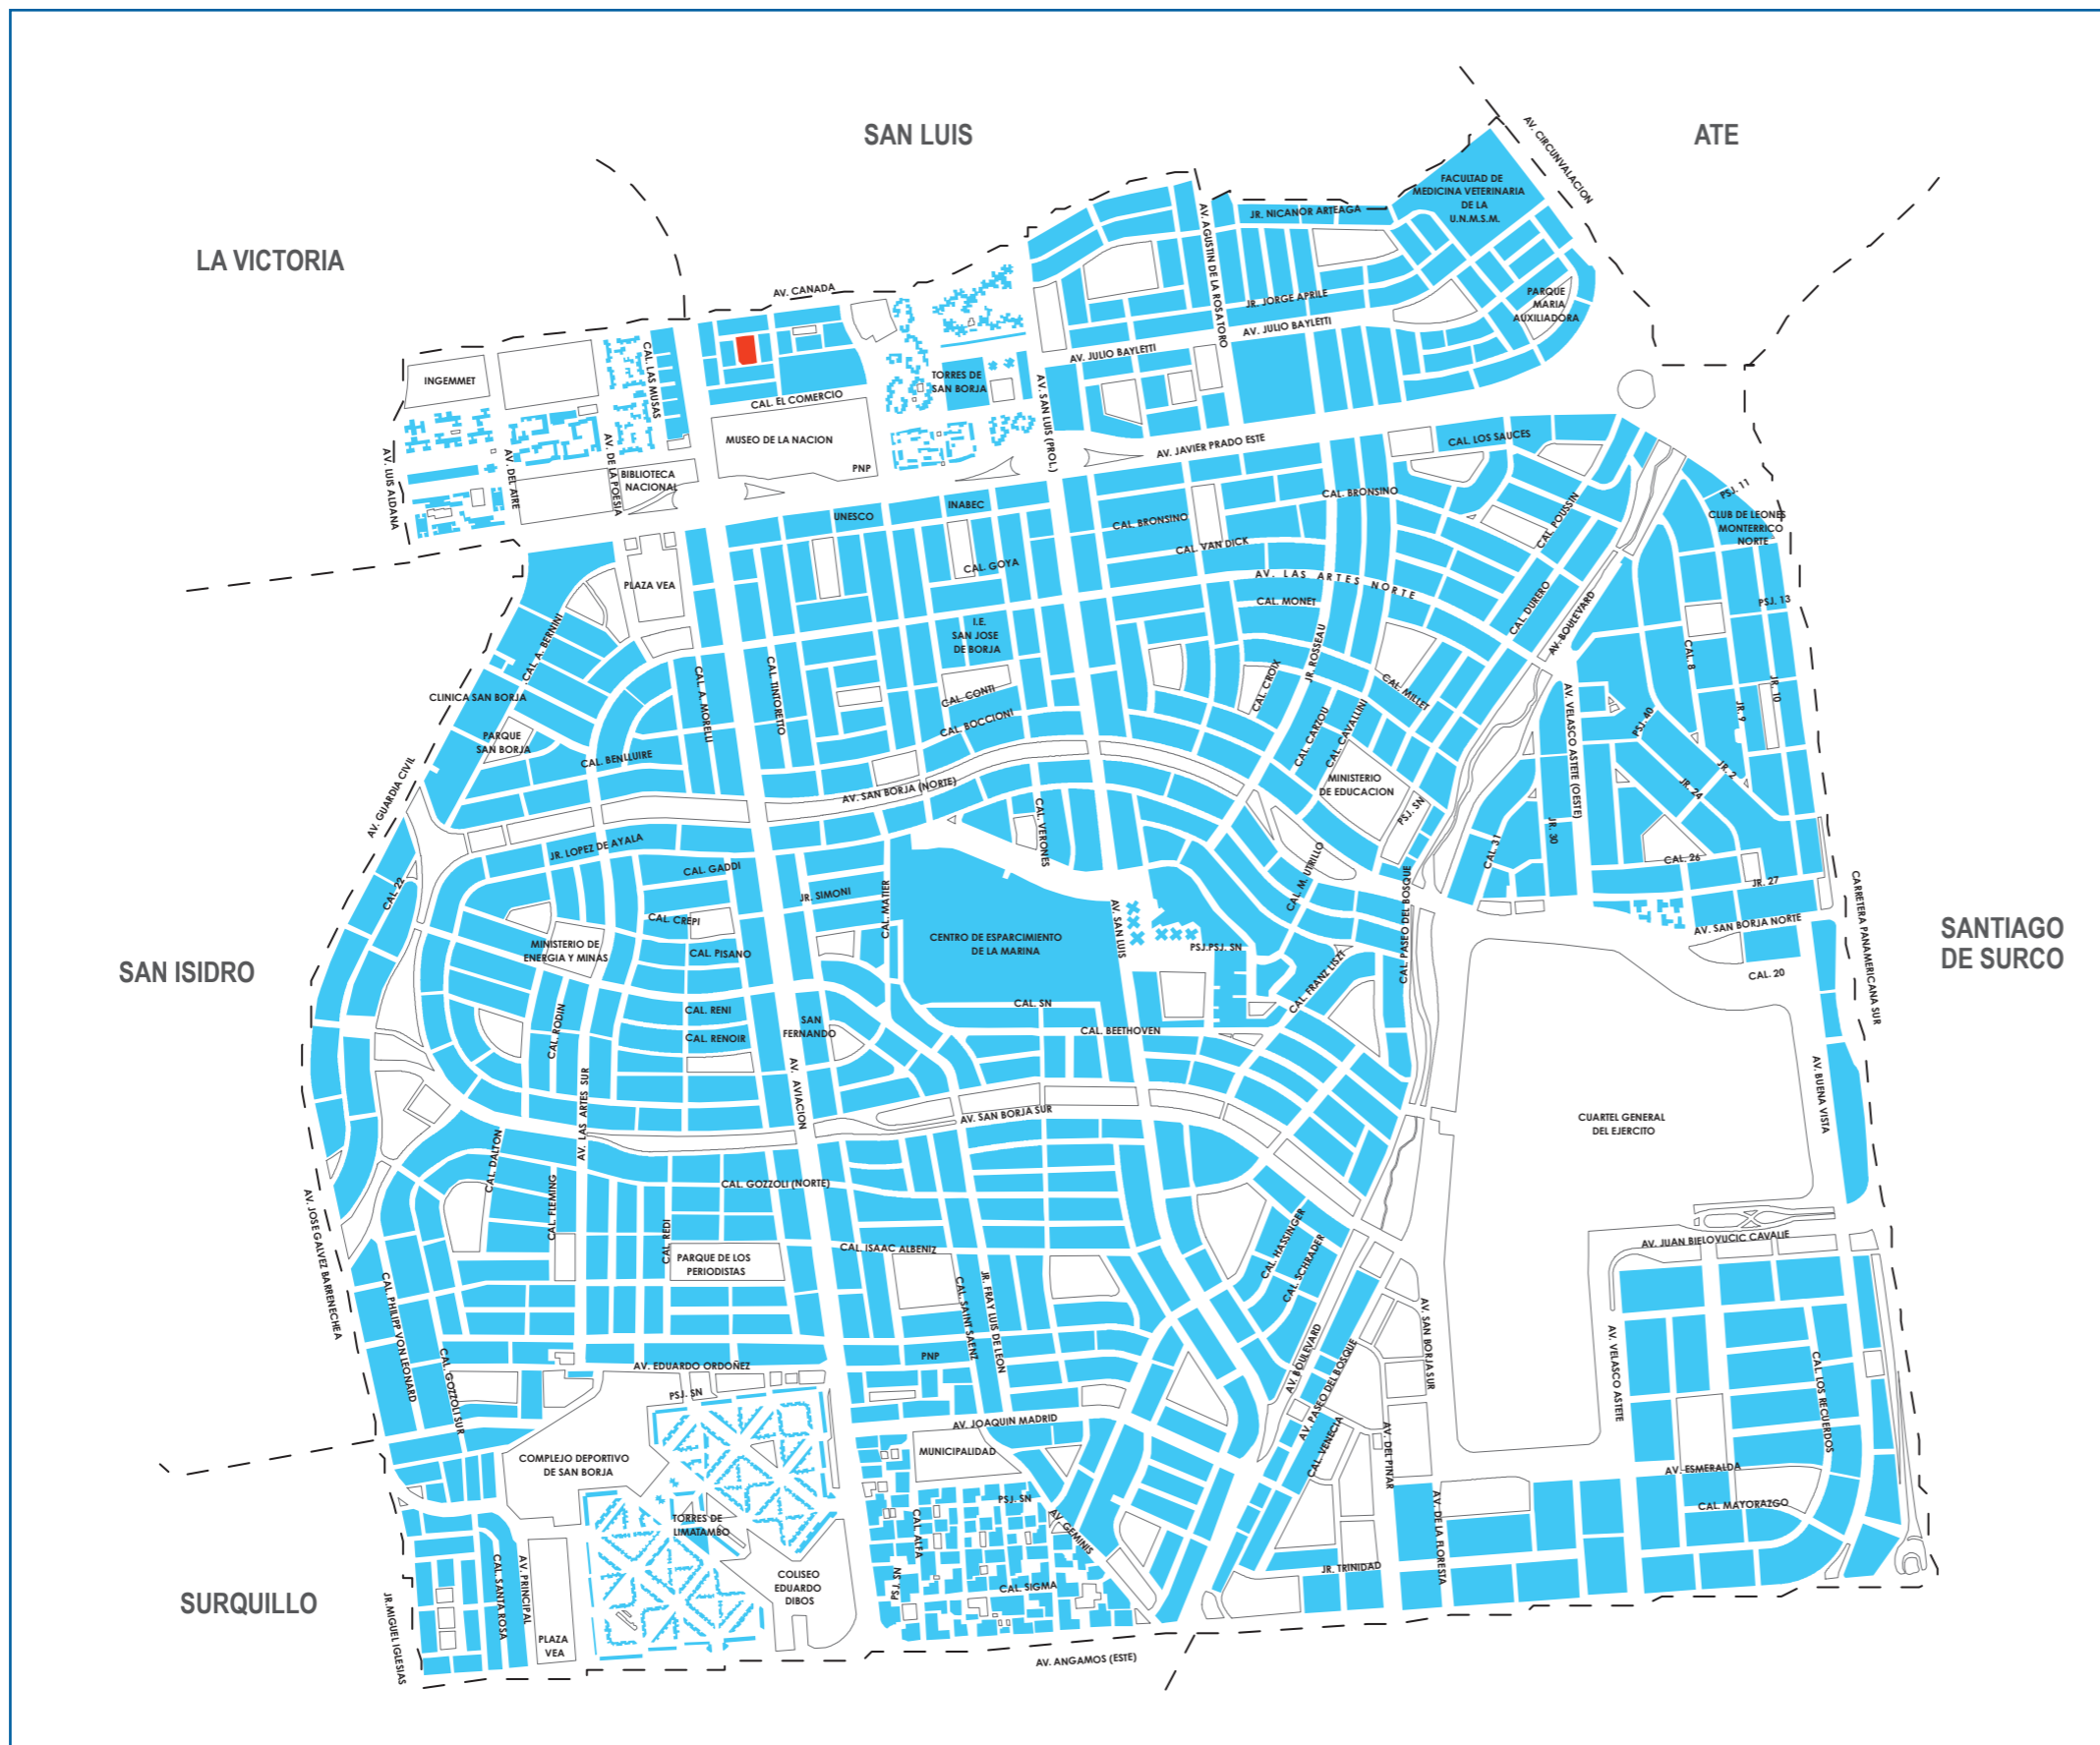 SAN LUIS
ATE
AV. CIRCUNVALACION
FACULTAD DE
MEDICINA VETERINARIA
DE LA
U.N.M.S.M.
JR. NICANOR ARTEAGA
AV. AGUSTIN DE LA ROSA TORO
LA VICTORIA
AV. CANADA
JR. JORGE APRILE
PARQUE
MARIA
AUXILIADORA
AV. JULIO BAYLETTI
AV. JULIO BAYLETTI
INGEMMET
CAL. LAS MUSAS
TORRES DE
SAN BORJA
CAL. EL COMERCIO
AV. SAN LUIS (PROL.)
MUSEO DE LA NACION
PNP
AV. JAVIER PRADO ESTE
CAL. LOS SAUCES
AV. LUIS ALDANA
AV. DEL AIRE
AV. DE LA POESIA
BIBLIOTECA
NACIONAL
UNESCO
INABEC
CAL. BRONSINO
CAL. BRONSINO
CAL. POUSSIN
PSJ. 11
CLUB DE LEONES
MONTERRICO
NORTE
CAL. VAN DICK
CAL. GOYA
AV. LAS ARTES NORTE
CAL. MONET
CAL. DURERO
AV. BOULEVARD
PSJ. 13
PLAZA VEA
CAL. A. BERNINI
I.E.
SAN JOSE
DE BORJA
JR. ROSSEAU
CAL. 8
CLINICA SAN BORJA
CAL. A. MORELLI
CAL. TINTORETTO
CAL. CONTI
CAL. BOCCIONI
CAL. CROIX
CAL. MILLET
AV. VELASCO ASTETE (OESTE)
PSJ. 40
JR. 9
JR. 10
PARQUE
SAN BORJA
CAL. BENLLUIRE
CAL. CARZOU
CAL. CAVALLINI
MINISTERIO
DE EDUCACION
JR. 2
JR. 24
AV. GUARDIA CIVIL
AV. SAN BORJA (NORTE)
CAL. VERONES
PSJ. SN
JR. LOPEZ DE AYALA
CAL. GADDI
CAL. M. UTRILLO
CAL. 31
JR. 30
CAL. 26
JR. 27
CAL. 22
JR. SIMONI
CAL. MATIER
CAL. CREPI
AV. SAN LUIS
CAL. PASEO DEL BOSQUE
AV. SAN BORJA NORTE
CARRETERA PANAMERICANA SUR
SAN ISIDRO
SANTIAGO
DE SURCO
MINISTERIO DE
ENERGIA Y MINAS
CAL. PISANO
CENTRO DE ESPARCIMIENTO
DE LA MARINA
PSJ.PSJ. SN
CAL. FRANZ LISZT
CAL. 20
CAL. RODIN
CAL. RENI
CAL. RENOIR
SAN
FERNANDO
CAL. SN
CAL. BEETHOVEN
AV. LAS ARTES SUR
AV. AVIACION
AV. SAN BORJA SUR
CUARTEL GENERAL
DEL EJERCITO
AV. BUENA VISTA
CAL. DALTON
CAL. FLEMING
CAL. GOZZOLI (NORTE)
CAL. REDI
AV. JOSE GALVEZ BARRENECHEA
PARQUE DE LOS
PERIODISTAS
CAL. ISAAC ALBENIZ
CAL. HASSINGER
CAL. SCHRADER
AV. JUAN BIELOVUCIC CAVALIE
CAL. PHILIPP VON LEONARD
CAL. GOZZOLI SUR
CAL. SAINT SAENZ
JR. FRAY LUIS DE LEON
AV. BOULEVARD
AV. PASEO DEL BOSQUE
AV. SAN BORJA SUR
AV. VELASCO ASTETE
CAL. LOS RECUERDOS
AV. EDUARDO ORDOÑEZ
PNP
PSJ. SN
AV. JOAQUIN MADRID
MUNICIPALIDAD
CAL. VENECIA
AV. DEL PINAR
COMPLEJO DEPORTIVO
DE SAN BORJA
AV. ESMERALDA
CAL. MAYORAZGO
PSJ. SN
TORRES DE
LIMATAMBO
CAL. ALFA
AV. GEMINIS
AV. DE LA FLORESTA
SURQUILLO
JR.MIGUEL IGLESIAS
CAL. SANTA ROSA
AV. PRINCIPAL
COLISEO
EDUARDO
DIBOS
PSJ. SN
CAL. SIGMA
JR. TRINIDAD
PLAZA
VEA
AV. ANGAMOS (ESTE)